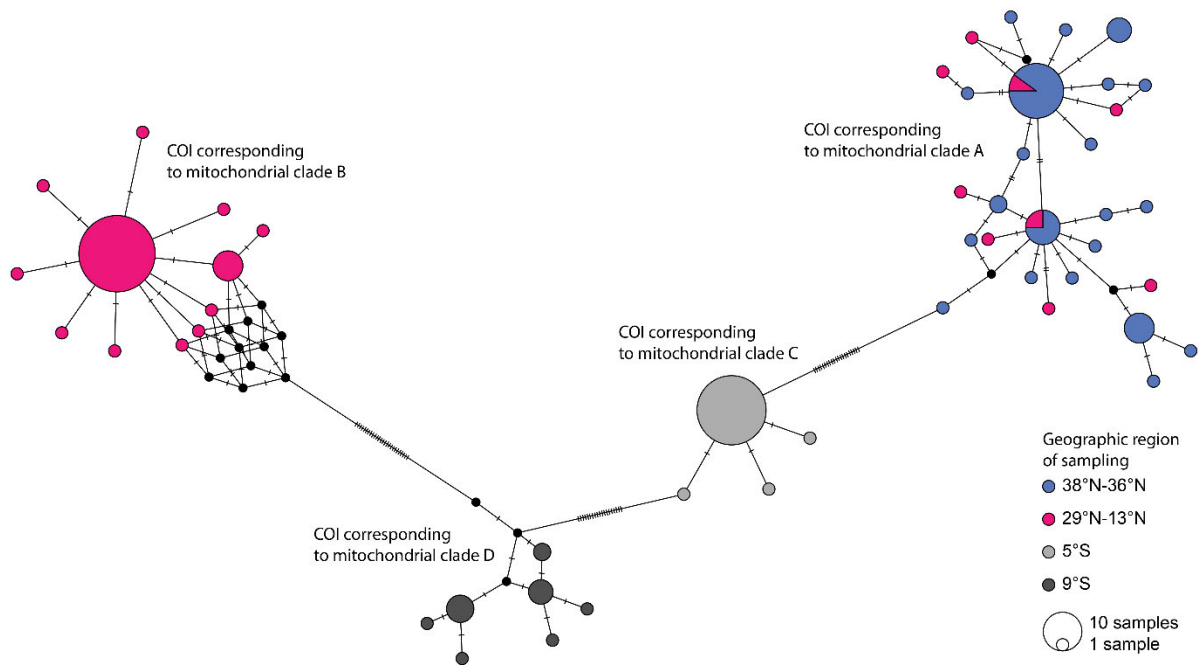 COI corresponding
to mitochondrial clade B
COI corresponding
to mitochondrial clade A
COI corresponding
to mitochondrial clade C
COI corresponding
to mitochondrial clade D
Geographic region
of sampling
38°N-36°N
29°N-13°N
5°S
9°S
10 samples
1 sample